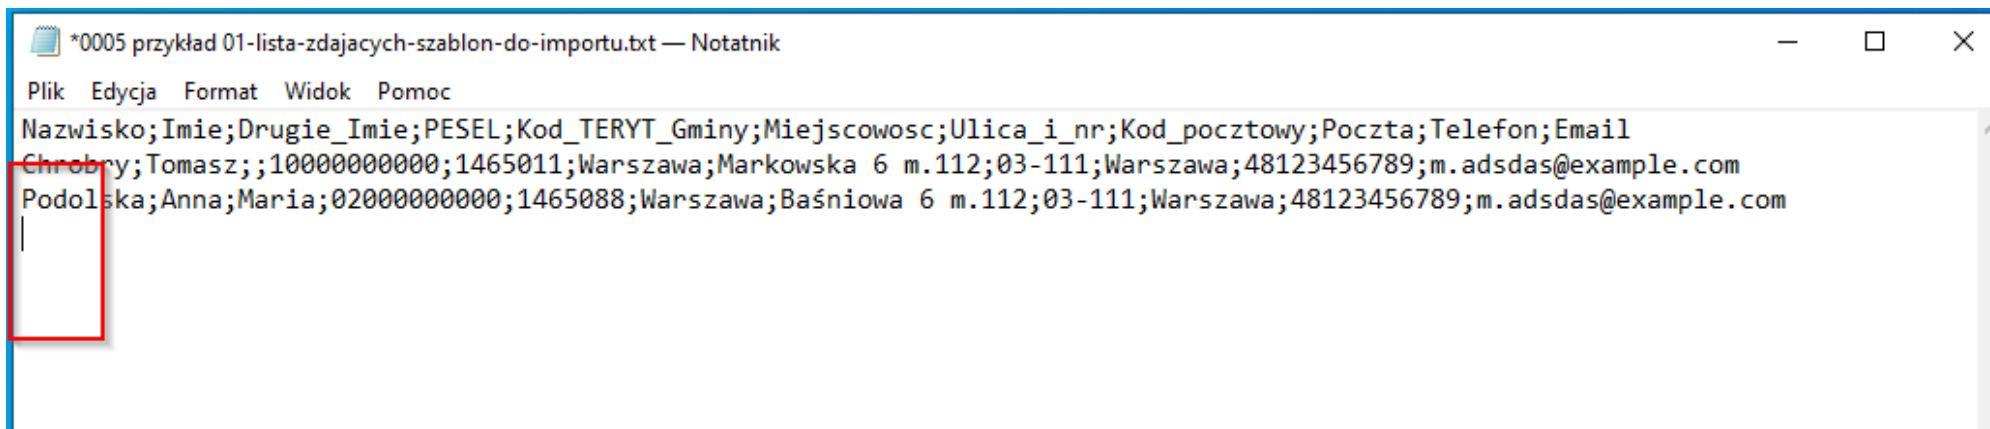 *0005 przykład 01-lista-zdajacych-szablon-do-importu.txt — Notatnik
Plik Edycja Format Widok Pomoc
Nazwisko;Imie;Drugie_Imie;PESEL;Kod_TERYT_Gminy;Miejscowosc;Ulica_i_nr;Kod_pocztowy;Poczta;Telefon;Email
Chrobry;Tomasz;;10000000000;1465011;Warszawa;Markowska 6 m.112;03-111;Warszawa;48123456789;m.adsdas@example.com
Podolska;Anna;Maria;02000000000;1465088;Warszawa;Baśniowa 6 m.112;03-111;Warszawa;48123456789;m.adsdas@example.com